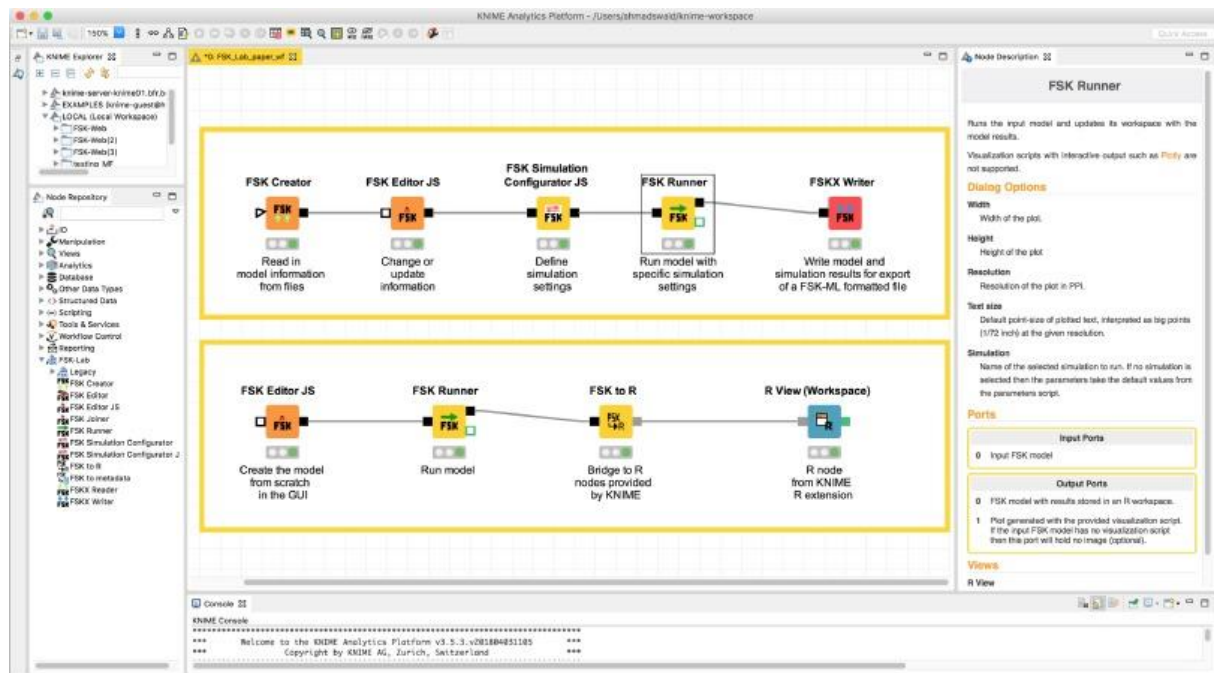 KNIME Analytics Platform - /Users/ahmadswaid/knime-workspace
150%
Quick Access
KNIME Explorer
knime-server-knime01.bfr.b
EXAMPLES (knime-guest@h
LOCAL (Local Workspace)
FSK-Web
FSK-Web(2)
FSK-Web(3)
testing MF
Node Repository
IO
Manipulation
Views
Analytics
Database
Other Data Types
Structured Data
Scripting
Tools & Services
Workflow Control
Reporting
FSK-Lab
Legacy
FSK Creator
FSK Editor
FSK Editor JS
FSK Joiner
FSK Runner
FSK Simulation Configurator
FSK Simulation Configurator J
FSK to R
FSK to metadata
FSKX Reader
FSKX Writer
*0: FSK_Lab_paper_wf
FSK Creator
FSK
Read in
model information
from files
FSK Editor JS
FSK
Change or
update
information
FSK Simulation
Configurator JS
FSK
Define
simulation
settings
FSK Runner
FSK
Run model with
specific simulation
settings
FSKX Writer
FSK
Write model and
simulation results for export
of a FSK-ML formatted file
FSK Editor JS
FSK
Create the model
from scratch
in the GUI
FSK Runner
FSK
Run model
FSK to R
FSK
R
Bridge to R
nodes provided
by KNIME
R View (Workspace)
R
R node
from KNIME
R extension
Node Description
FSK Runner
Runs the input model and updates its workspace with the
model results.
Visualization scripts with interactive output such as Plotly are
not supported.
Dialog Options
Width
Width of the plot.
Height
Height of the plot
Resolution
Resolution of the plot in PPI.
Text size
Default point-size of plotted text, interpreted as big points
(1/72 inch) at the given resolution.
Simulation
Name of the selected simulation to run. If no simulation is
selected then the parameters take the default values from
the parameters script.
Ports
Input Ports
0 Input FSK model
Output Ports
0 FSK model with results stored in an R workspace.
1 Plot generated with the provided visualization script.
If the input FSK model has no visualization script
then this port will hold no image (optional).
Views
R View
Console
KNIME Console
*** Welcome to the KNIME Analytics Platform v3.5.3.v201804031105 ***
*** Copyright by KNIME AG, Zurich, Switzerland ***